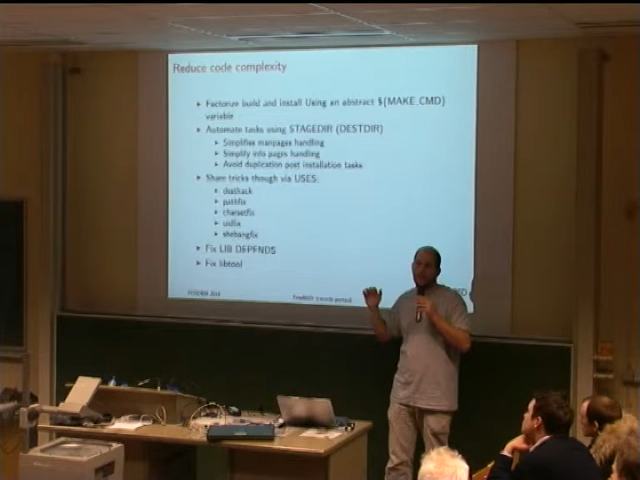 Reduce code complexity
Factorize build and install Using an abstract ${MAKE_CMD}
variable
Automate tasks using STAGEDIR (DESTDIR)
Simplifies manpages handling
Simplify info pages handling
Avoid duplication post installation tasks
Share tricks though via USES:
pathfix
charsetfix
uidfix
shebangfix
Fix LIB_DEPENDS
Fix libtool
FOSDEM 2014